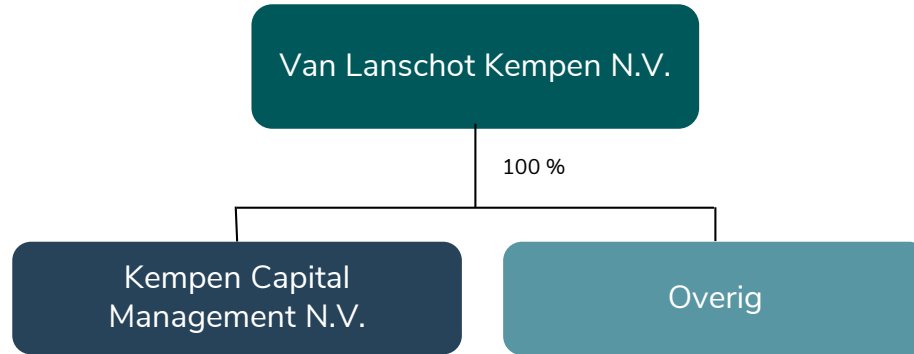 Van Lanschot Kempen N.V.
100 %
Kempen Capital
Management N.V.
Overig